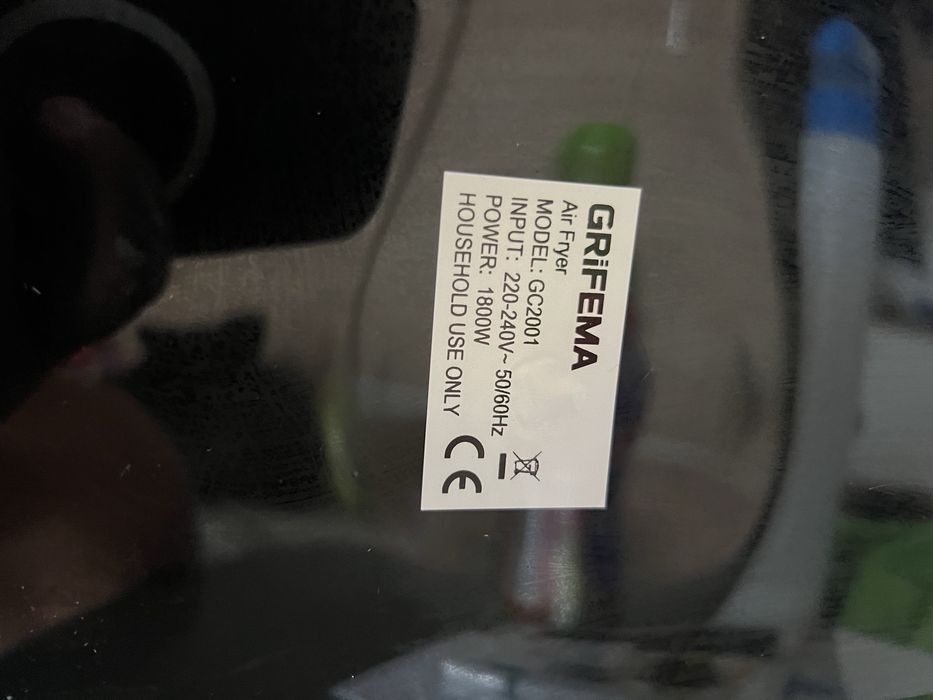 GRiFEMA
Air Fryer
MODEL: GC2001
INPUT: 220-240V~ 50/60Hz
POWER: 1800W
HOUSEHOLD USE ONLY
CE